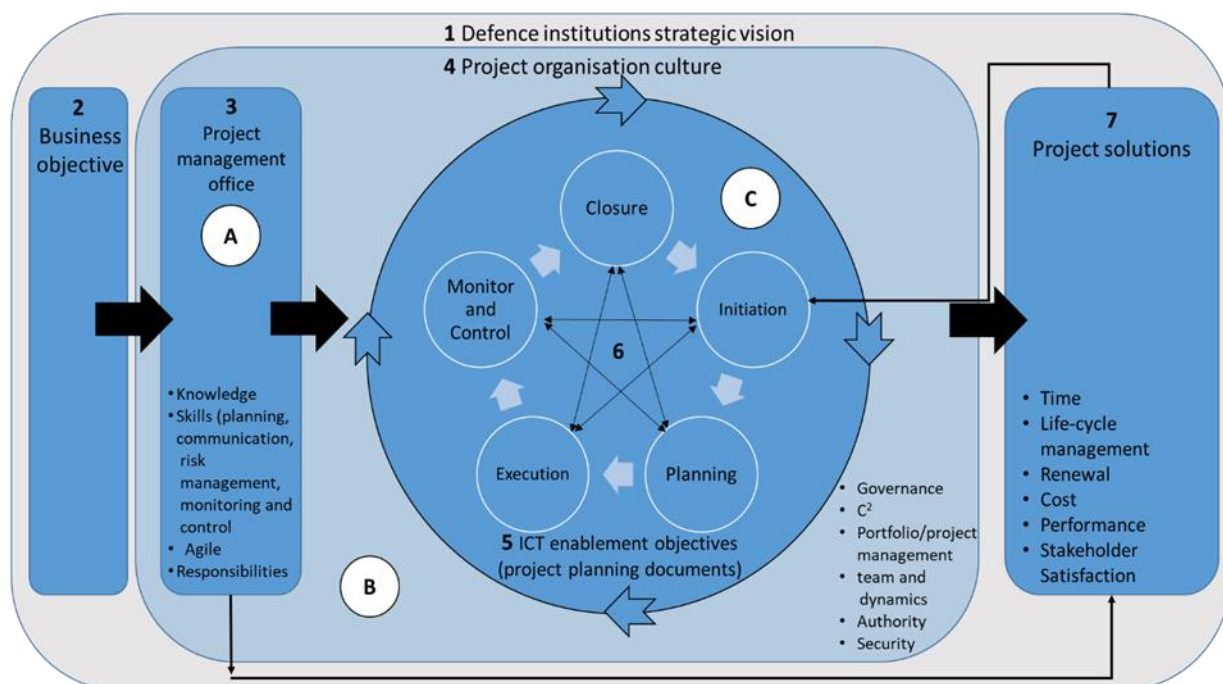 1 Defence institutions strategic vision
4 Project organisation culture
2
Business
objective
3
Project
management
office
A
• Knowledge
• Skills (planning,
communication,
risk
management,
monitoring and
control
• Agile
• Responsibilities
B
C
Closure
Initiation
Planning
Execution
Monitor
and
Control
6
5 ICT enablement objectives
(project planning documents)
• Governance
• C²
• Portfolio/project
management
• team and
dynamics
• Authority
• Security
7
Project solutions
• Time
• Life-cycle
management
• Renewal
• Cost
• Performance
• Stakeholder
Satisfaction